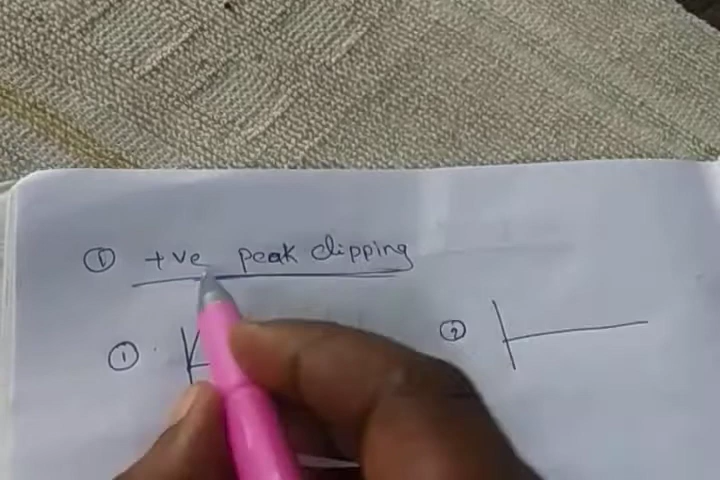 ① +ve peak clipping
① ②